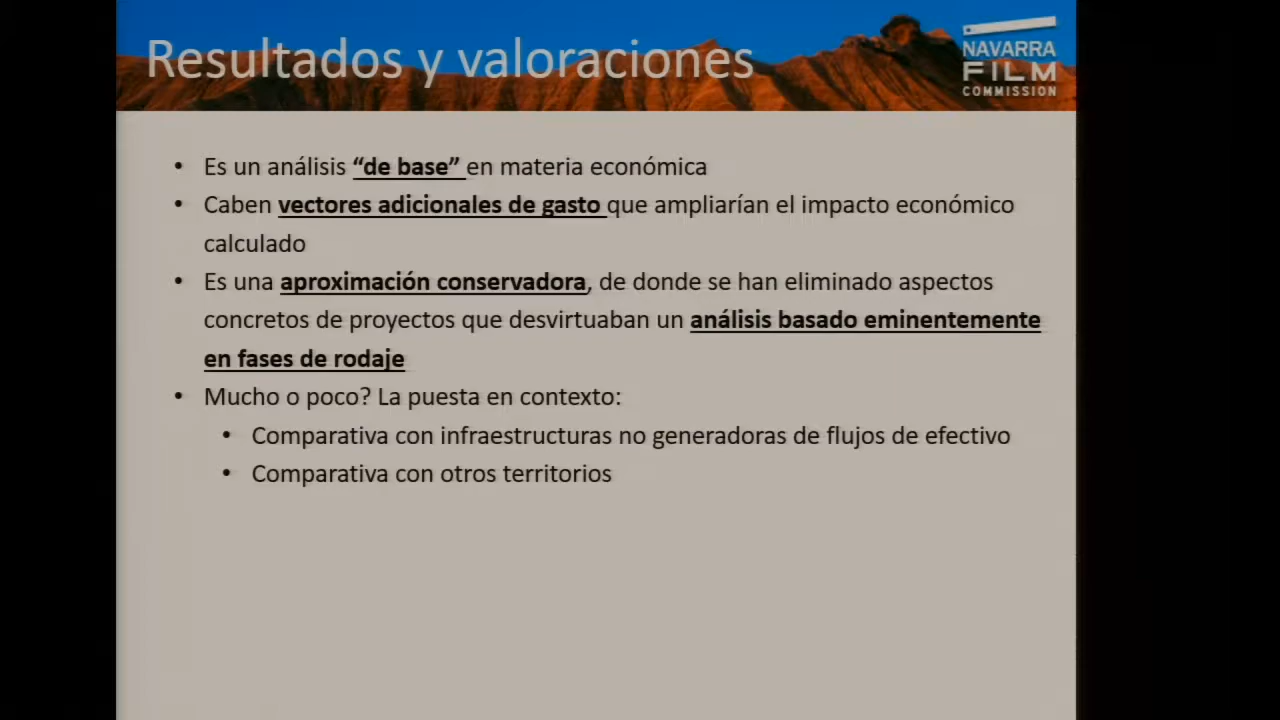 Resultados y valoraciones
NAVARRA
FILM
COMMISSION
• Es un análisis “de base” en materia económica
• Caben vectores adicionales de gasto que ampliarían el impacto económico
calculado
• Es una aproximación conservadora, de donde se han eliminado aspectos
concretos de proyectos que desvirtuaban un análisis basado eminentemente
en fases de rodaje
• Mucho o poco? La puesta en contexto:
• Comparativa con infraestructuras no generadoras de flujos de efectivo
• Comparativa con otros territorios